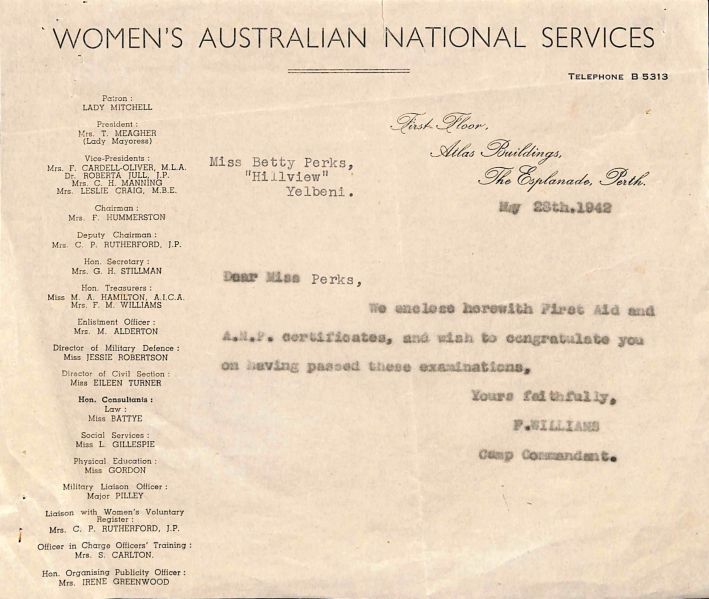 WOMEN'S AUSTRALIAN NATIONAL SERVICES
TELEPHONE B 5313
Patron :
LADY MITCHELL
President :
Mrs. T. MEAGHER
(Lady Mayoress)
Vice-Presidents :
Mrs. F. CARDELL-OLIVER, M.L.A.
Dr. ROBERTA JULL, J.P.
Mrs. C. H. MANNING
Mrs. LESLIE CRAIG, M.B.E.
Chairman :
Mrs. F. HUMMERSTON
Deputy Chairman :
Mrs. C. P. RUTHERFORD, J.P.
Hon. Secretary :
Mrs. G. H. STILLMAN
Hon. Treasurers :
Miss M. A. HAMILTON, A.I.C.A.
Mrs. F. M. WILLIAMS
Enlistment Officer :
Mrs. M. ALDERTON
Director of Military Defence :
Miss JESSIE ROBERTSON
Director of Civil Section :
Miss EILEEN TURNER
Hon. Consultants :
Law :
Miss BATTYE
Social Services :
Miss L. GILLESPIE
Physical Education :
Miss GORDON
Military Liaison Officer :
Major PILLEY
Liaison with Women's Voluntary
Register :
Mrs. C. P. RUTHERFORD, J.P.
Officer in Charge Officers' Training :
Mrs. S. CARLTON.
Hon. Organising Publicity Officer :
Mrs. IRENE GREENWOOD
First Floor,
Atlas Buildings,
The Esplanade, Perth.
May 28th.1942
Miss Betty Perks,
"Hillview"
Yelbeni.
Dear Miss Perks,
We enclose herewith First Aid and
A.R.P. certificates, and wish to congratulate you
on having passed these examinations,
Yours faithfully,
F.WILLIAMS
Camp Commandant.